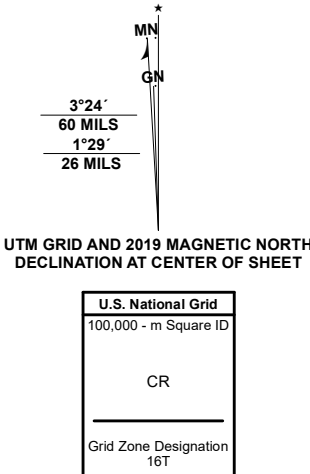 MN
GN
3°24´
60 MILS
1°29´
26 MILS
UTM GRID AND 2019 MAGNETIC NORTH
DECLINATION AT CENTER OF SHEET
U.S. National Grid
100,000 - m Square ID
CR
Grid Zone Designation
16T